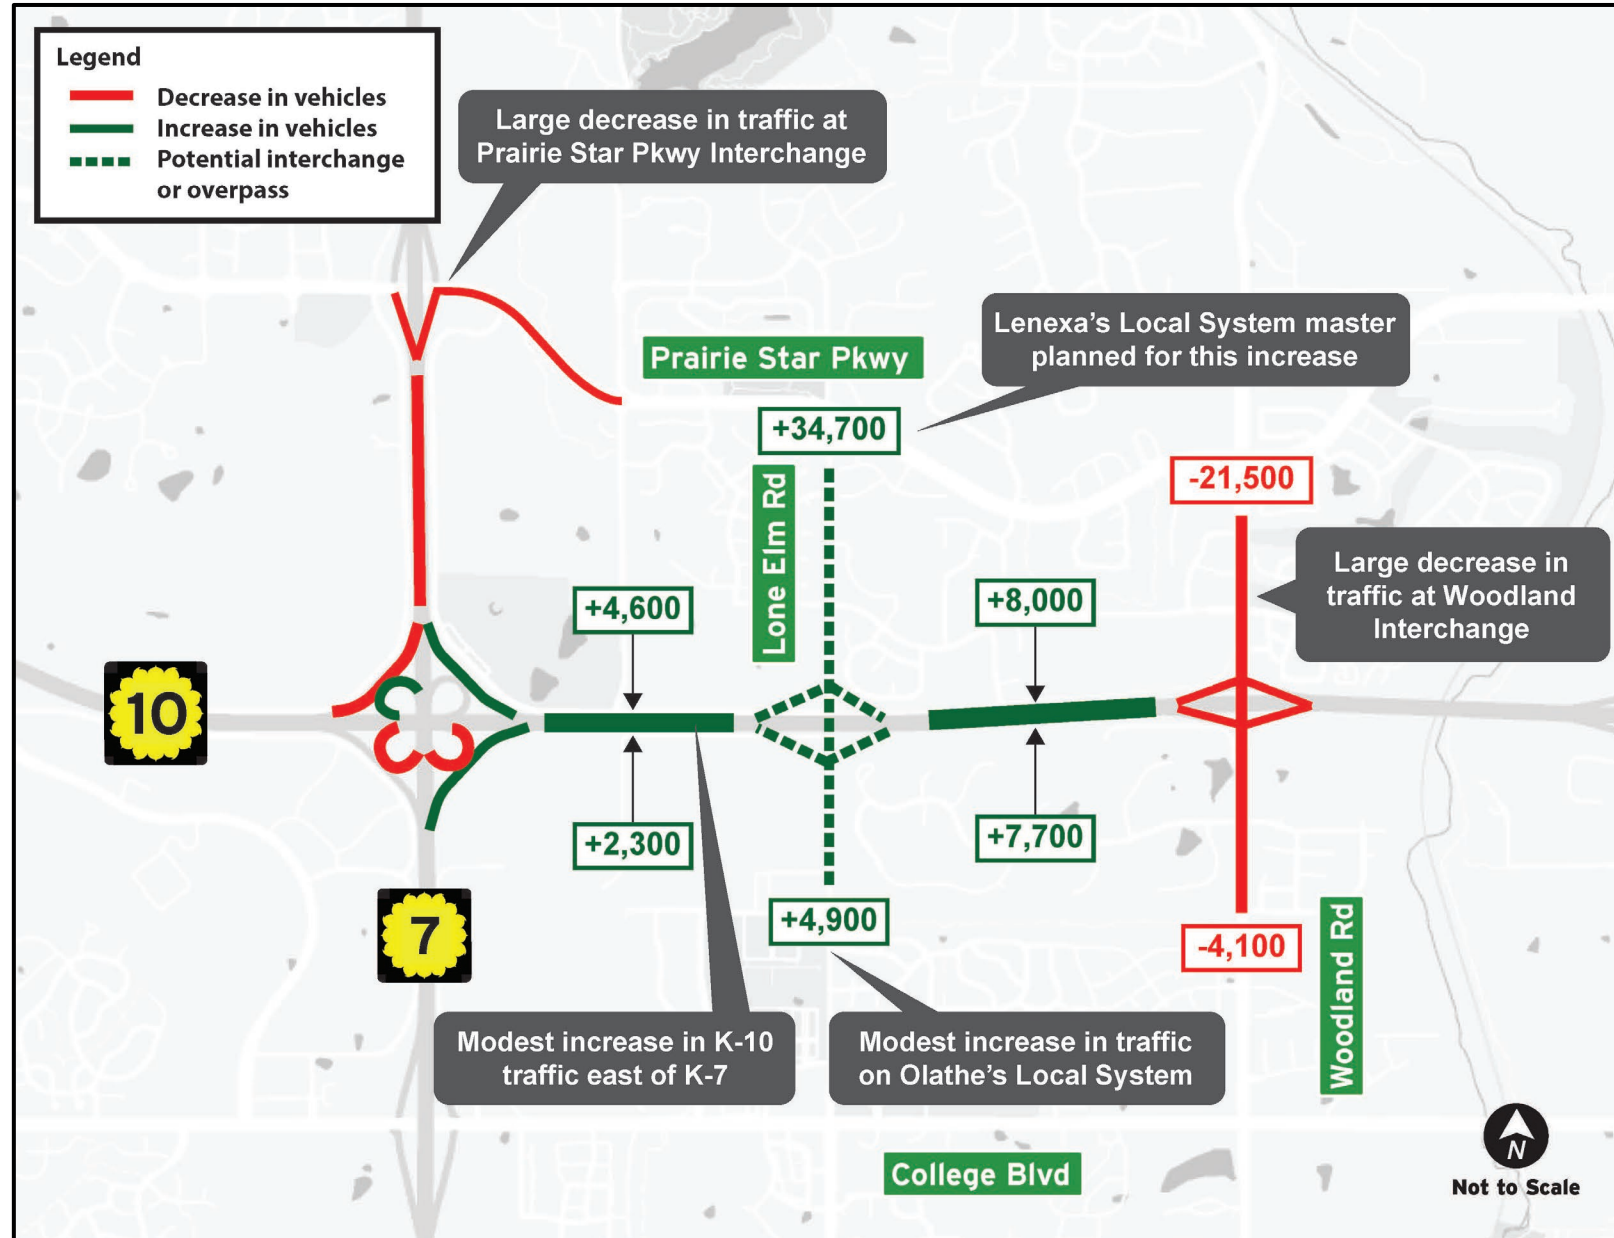 Legend
Decrease in vehicles
Increase in vehicles
Potential interchange
or overpass
Large decrease in traffic at
Prairie Star Pkwy Interchange
Lenexa's Local System master
planned for this increase
Prairie Star Pkwy
+34,700
Lone Elm Rd
-21,500
Large decrease in
traffic at Woodland
Interchange
+4,600
+8,000
10
+2,300
+7,700
7
+4,900
-4,100
Woodland Rd
Modest increase in K-10
traffic east of K-7
Modest increase in traffic
on Olathe's Local System
College Blvd
N
Not to Scale